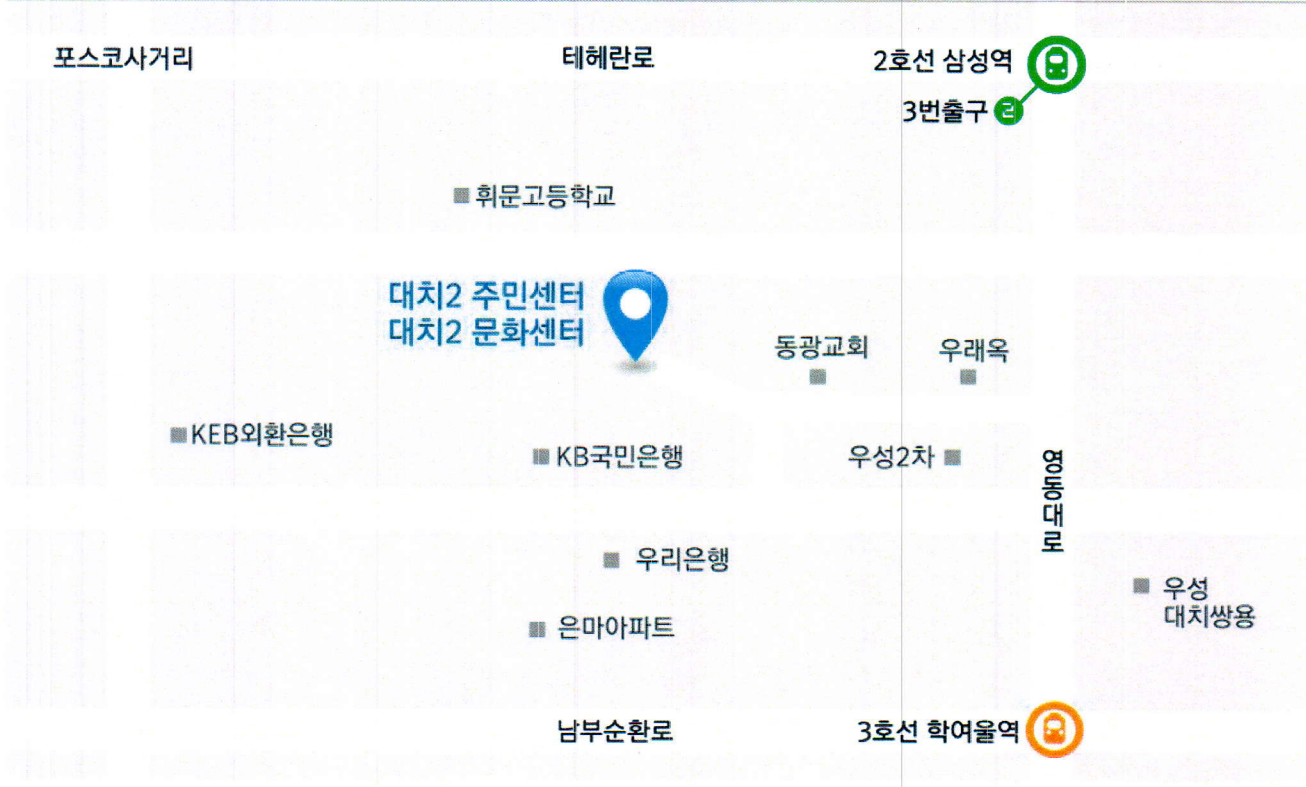 포스코사거리
테헤란로
2호선 삼성역
3번출구 2
휘문고등학교
대치2 주민센터
대치2 문화센터
동광교회
우래옥
KEB외환은행
KB국민은행
우성2차
영동대로
우리은행
은마아파트
우성
대치쌍용
남부순환로
3호선 학여울역